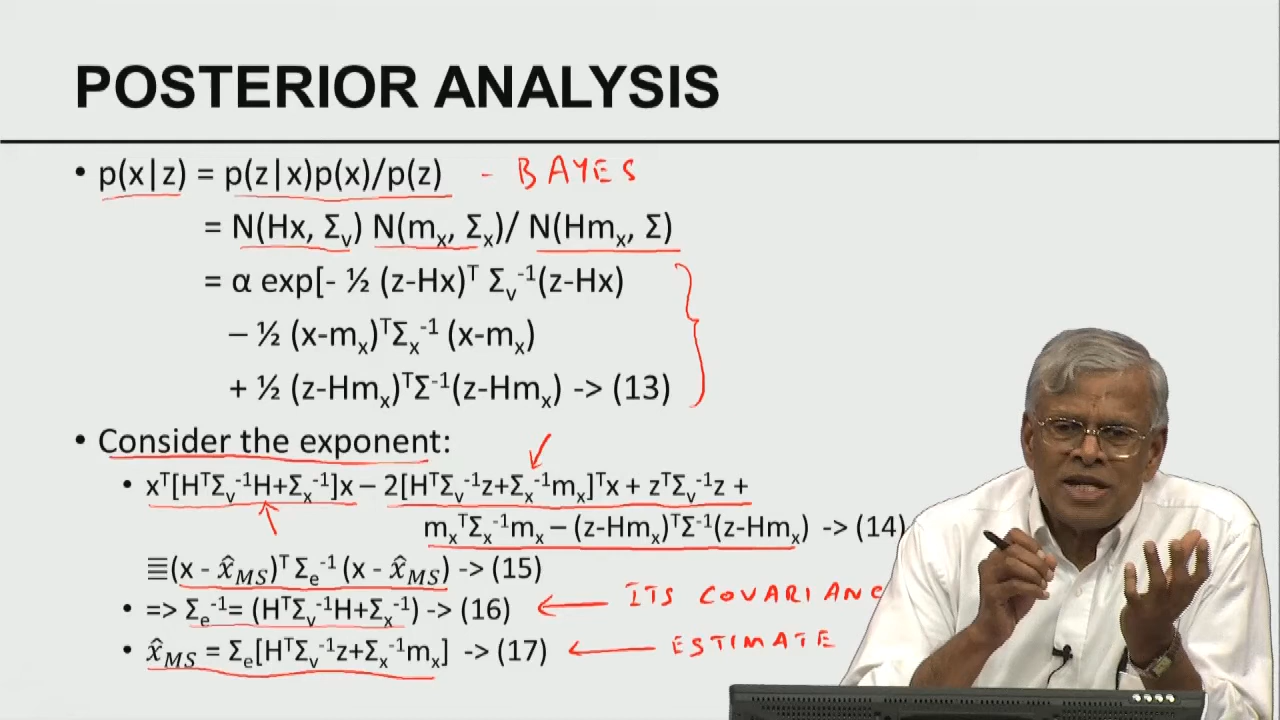 POSTERIOR ANALYSIS
• p(x|z) = p(z|x)p(x)/p(z) - BAYES
= N(Hx, Σᵥ) N(mₓ, Σₓ)/ N(Hmₓ, Σ)
= α exp[- ½ (z-Hx)ᵀ Σᵥ⁻¹(z-Hx)
– ½ (x-mₓ)ᵀΣₓ⁻¹ (x-mₓ)
+ ½ (z-Hmₓ)ᵀΣ⁻¹(z-Hmₓ) -> (13)
• Consider the exponent:
• xᵀ[HᵀΣᵥ⁻¹H+Σₓ⁻¹]x – 2[HᵀΣᵥ⁻¹z+Σₓ⁻¹mₓ]ᵀx + zᵀΣᵥ⁻¹z +
mₓᵀΣₓ⁻¹mₓ – (z-Hmₓ)ᵀΣ⁻¹(z-Hmₓ) -> (14)
≡(x - x̂_MS)ᵀ Σₑ⁻¹ (x - x̂_MS) -> (15)
• => Σₑ⁻¹= (HᵀΣᵥ⁻¹H+Σₓ⁻¹) -> (16) ← ITS COVARIANC
• x̂_MS = Σₑ[HᵀΣᵥ⁻¹z+Σₓ⁻¹mₓ] -> (17) ← ESTIMATE